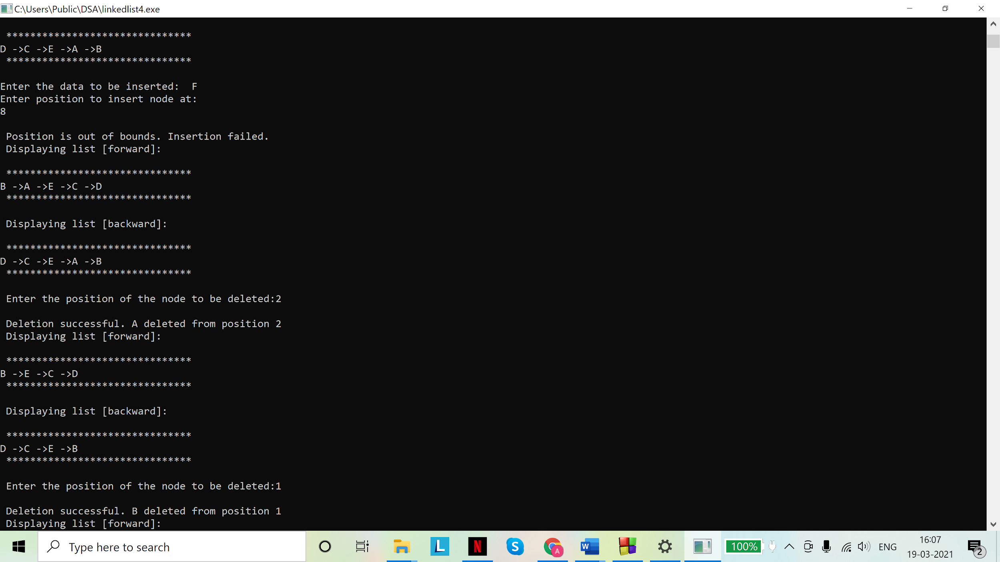 C:\Users\Public\DSA\linkedlist4.exe
*******************************
D ->C ->E ->A ->B
*******************************
Enter the data to be inserted:  F
Enter position to insert node at:
8
Position is out of bounds. Insertion failed.
Displaying list [forward]:
*******************************
B ->A ->E ->C ->D
*******************************
Displaying list [backward]:
*******************************
D ->C ->E ->A ->B
*******************************
Enter the position of the node to be deleted:2
Deletion successful. A deleted from position 2
Displaying list [forward]:
*******************************
B ->E ->C ->D
*******************************
Displaying list [backward]:
*******************************
D ->C ->E ->B
*******************************
Enter the position of the node to be deleted:1
Deletion successful. B deleted from position 1
Displaying list [forward]:
Type here to search
L
N
S
A
W
100%
ENG
16:07
19-03-2021
2